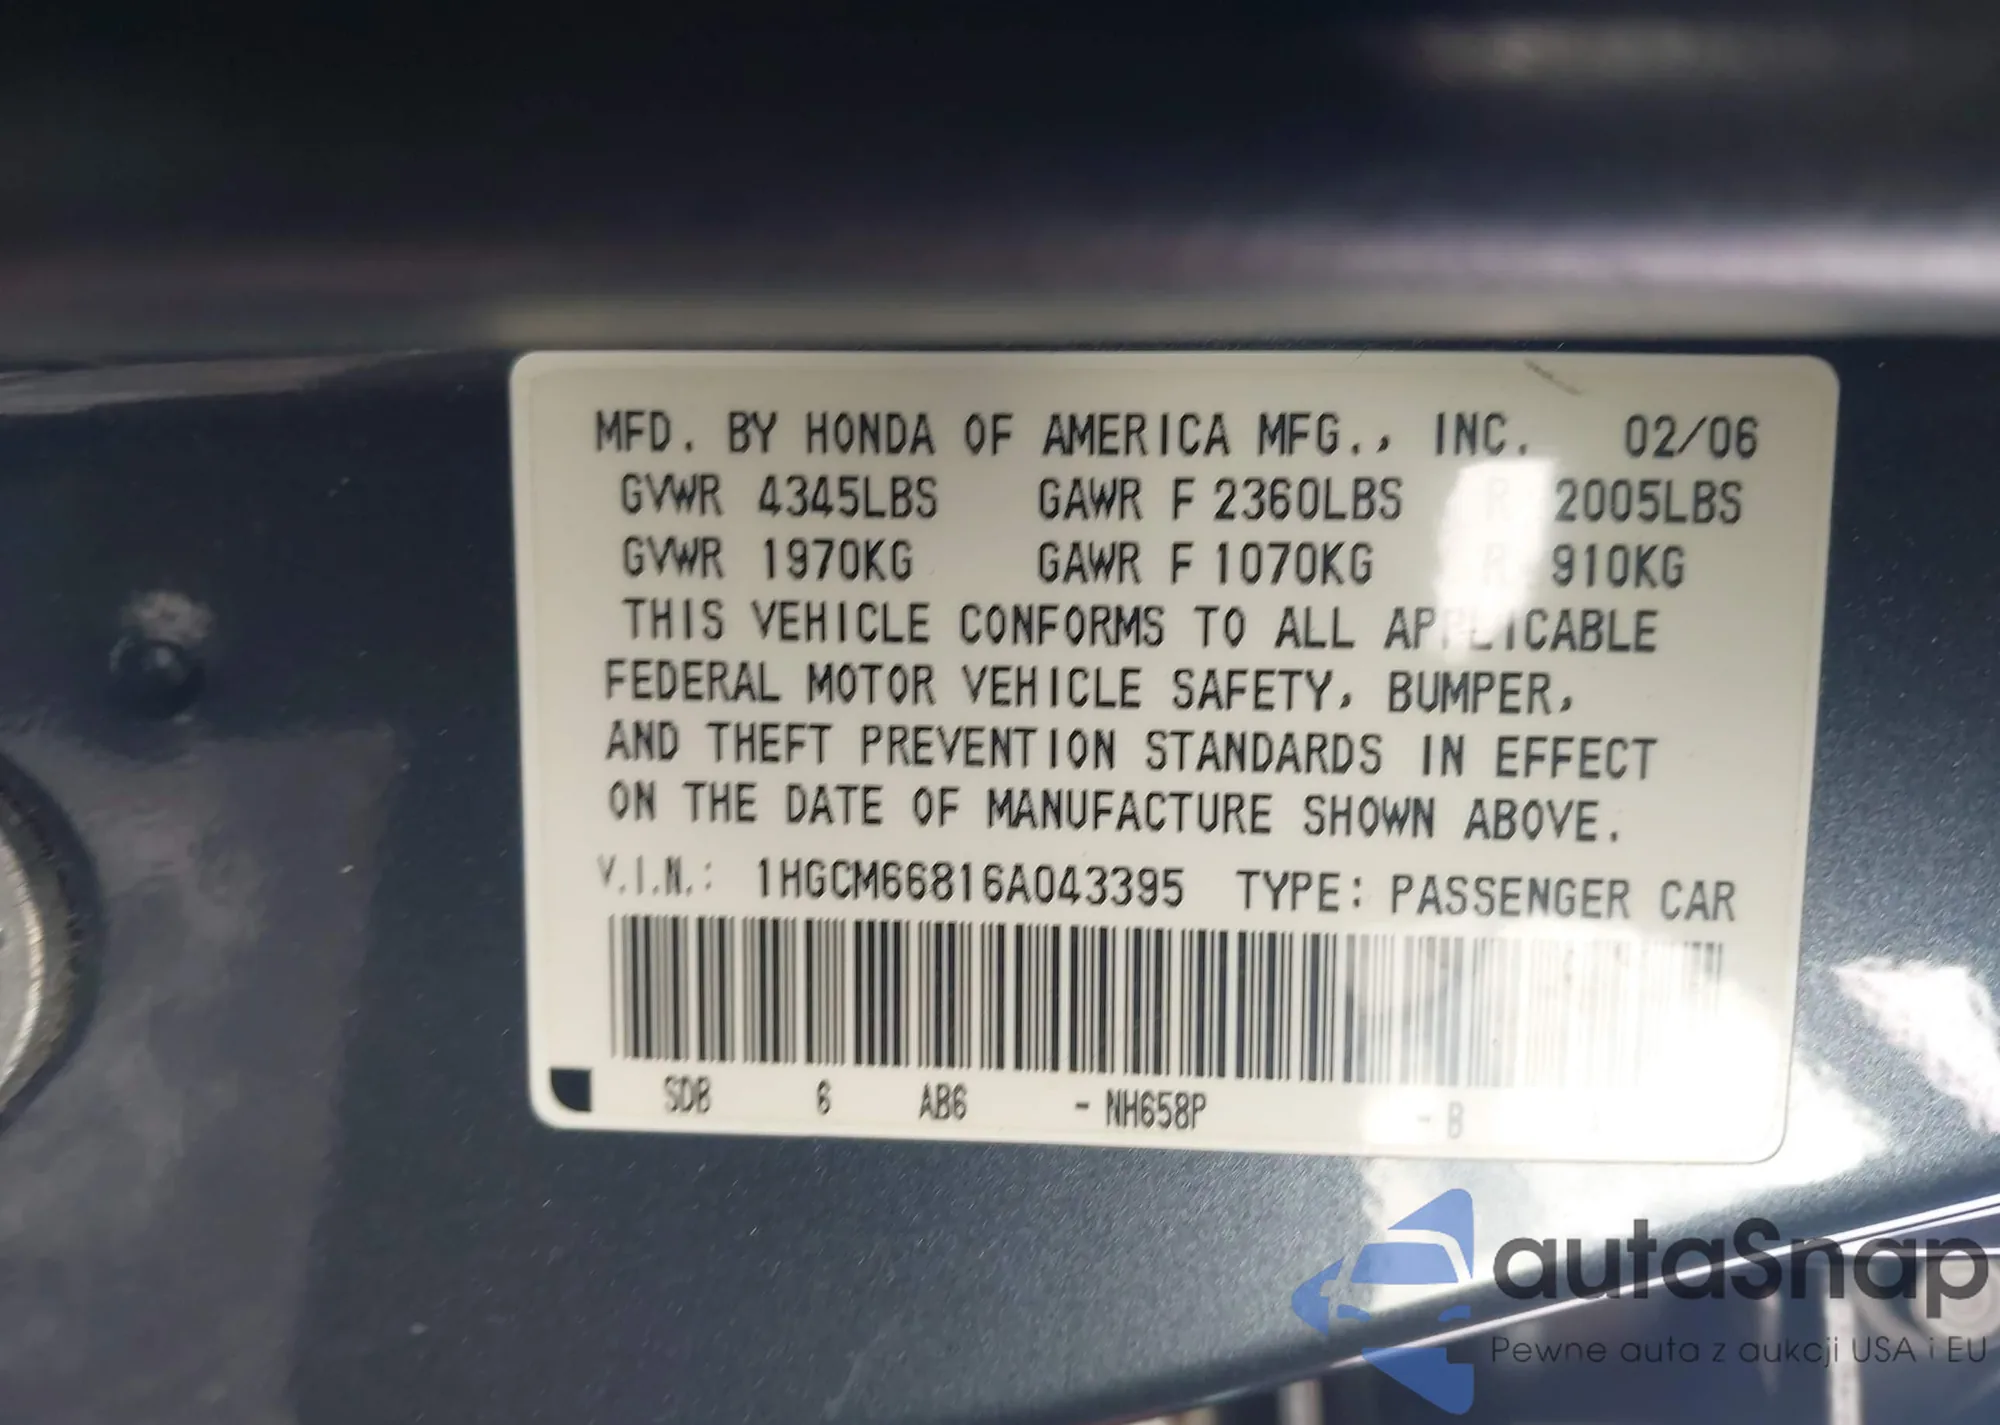 MFD. BY HONDA OF AMERICA MFG., INC. 02/06
GVWR 4345LBS GAWR F 2360LBS R 2005LBS
GVWR 1970KG GAWR F 1070KG R 910KG
THIS VEHICLE CONFORMS TO ALL APPLICABLE
FEDERAL MOTOR VEHICLE SAFETY, BUMPER,
AND THEFT PREVENTION STANDARDS IN EFFECT
ON THE DATE OF MANUFACTURE SHOWN ABOVE.
V.I.N.: 1HGCM66816A043395 TYPE: PASSENGER CAR
SDB 6 AB6 - NH658P - B
autaSnap
Pewne auta z aukcji USA i EU